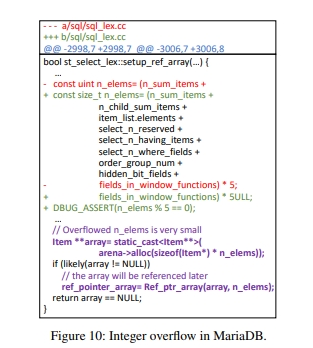 --- a/sql/sql_lex.cc
+++ b/sql/sql_lex.cc
@@ -2998,7 +2998,7 @@ -3006,7 +3006,8
bool st_select_lex::setup_ref_array(…) {
…
- const uint n_elems= (n_sum_items +
+ const size_t n_elems= (n_sum_items +
n_child_sum_items +
item_list.elements +
select_n_reserved +
select_n_having_items +
select_n_where_fields +
order_group_num +
hidden_bit_fields +
- fields_in_window_functions) * 5;
+ fields_in_window_functions) * 5ULL;
+ DBUG_ASSERT(n_elems % 5 == 0);
…
// Overflowed n_elems is very small
Item **array= static_cast<Item**>(
arena->alloc(sizeof(Item*) * n_elems));
if (likely(array != NULL))
// the array will be referenced later
ref_pointer_array= Ref_ptr_array(array, n_elems);
return array == NULL;
}
Figure 10: Integer overflow in MariaDB.